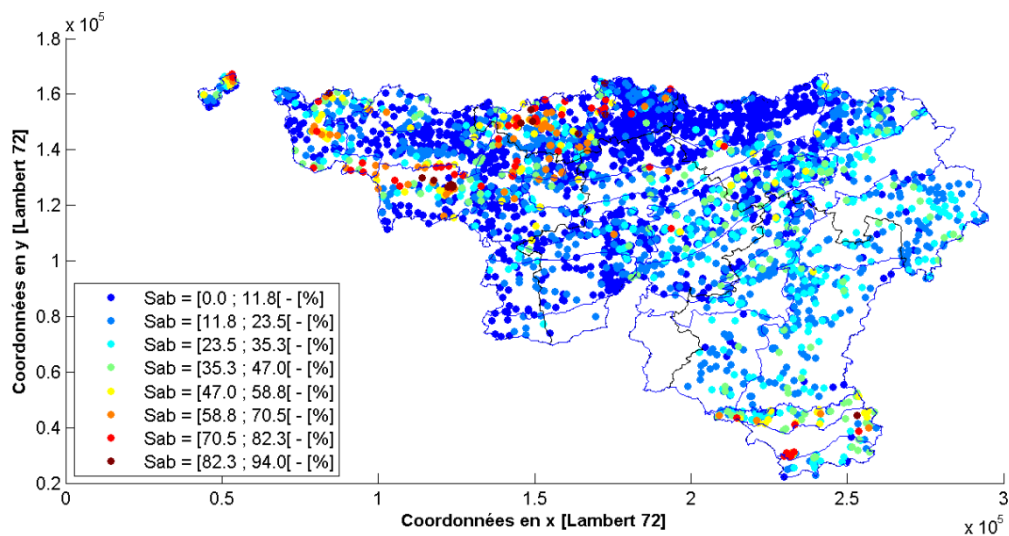 x 10^5
1.8
1.6
1.4
1.2
1
0.8
0.6
0.4
0.2
Coordonnées en y [Lambert 72]
Sab = [0.0 ; 11.8[ - [%]
Sab = [11.8 ; 23.5[ - [%]
Sab = [23.5 ; 35.3[ - [%]
Sab = [35.3 ; 47.0[ - [%]
Sab = [47.0 ; 58.8[ - [%]
Sab = [58.8 ; 70.5[ - [%]
Sab = [70.5 ; 82.3[ - [%]
Sab = [82.3 ; 94.0[ - [%]
0 0.5 1 1.5 2 2.5 3
Coordonnées en x [Lambert 72]
x 10^5